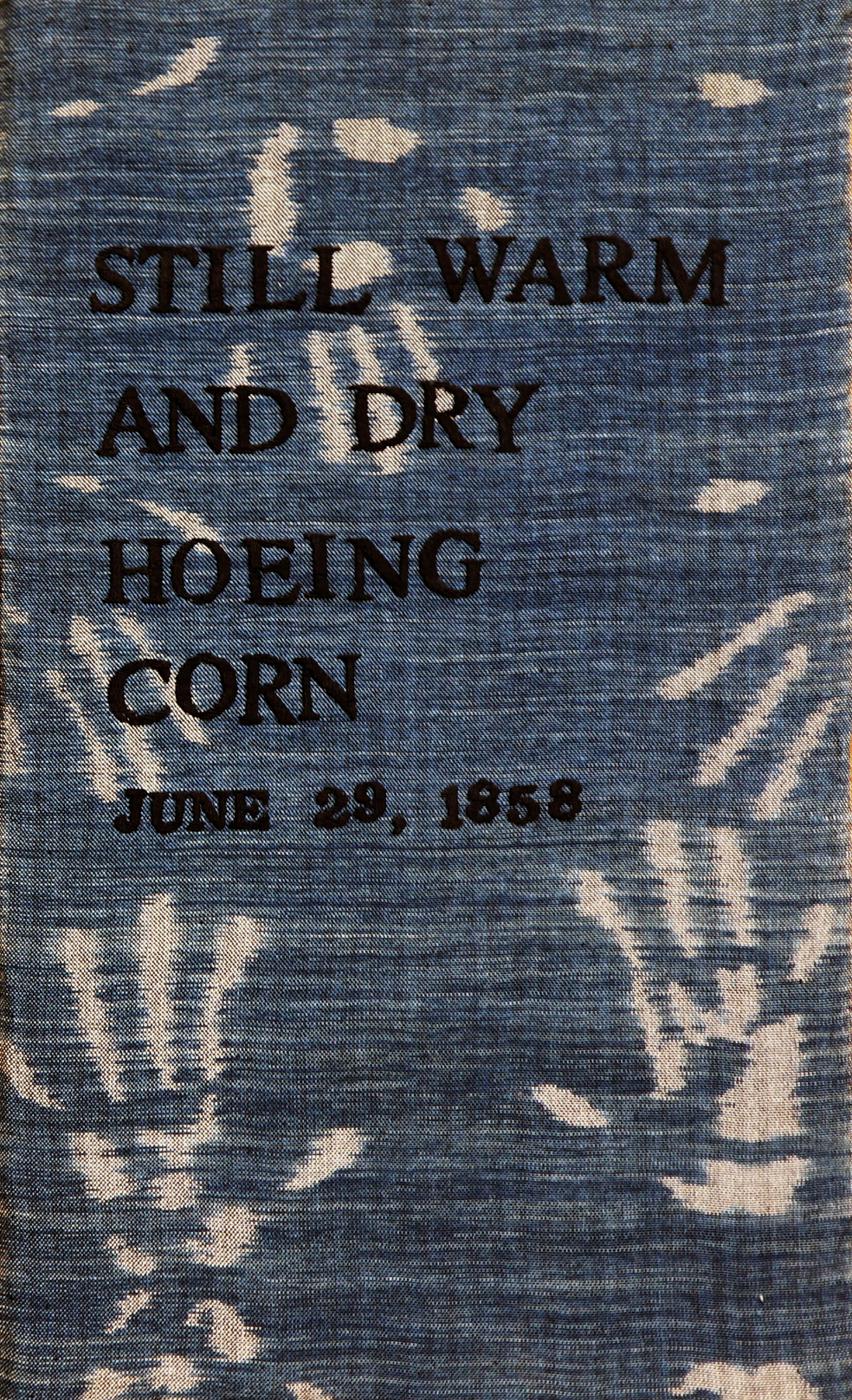 STILL WARM
AND DRY
HOEING
CORN
JUNE 29, 1858